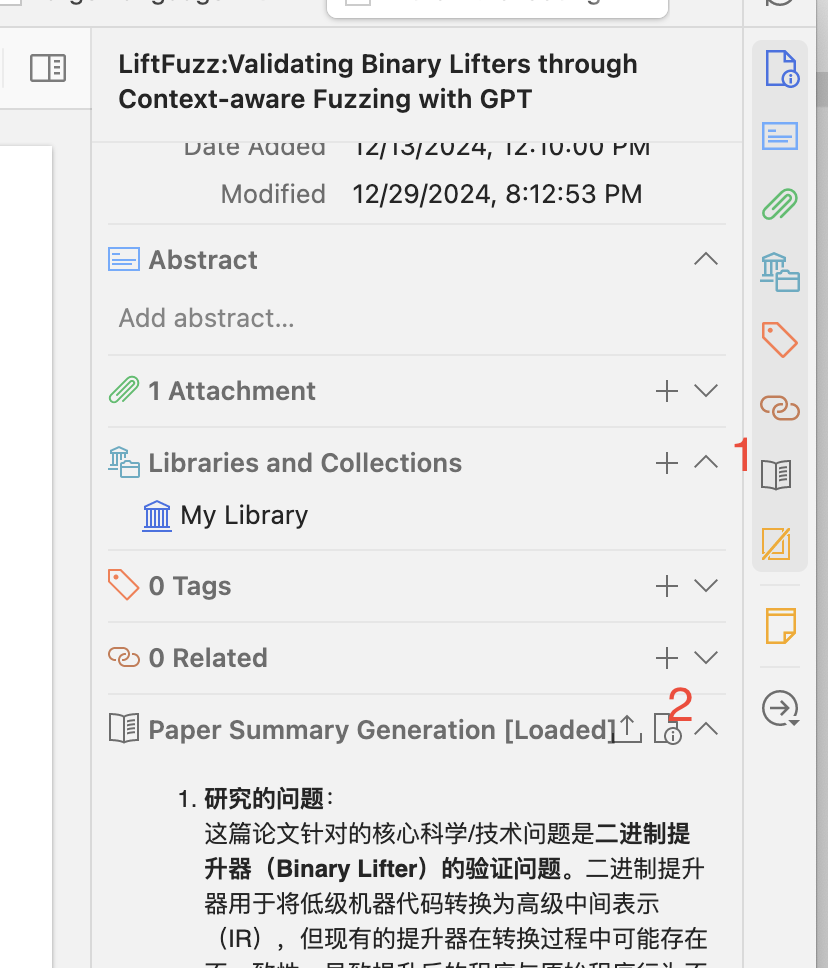 LiftFuzz:Validating Binary Lifters through
Context-aware Fuzzing with GPT
Date Added 12/13/2024, 12:10:00 PM
Modified 12/29/2024, 8:12:53 PM
Abstract
Add abstract...
1 Attachment
Libraries and Collections
1
My Library
0 Tags
0 Related
2
Paper Summary Generation [Loaded]
1. 研究的问题：
这篇论文针对的核心科学/技术问题是二进制提
升器（Binary Lifter）的验证问题。二进制提升
器用于将低级机器代码转换为高级中间表示
（IR），但现有的提升器在转换过程中可能存在